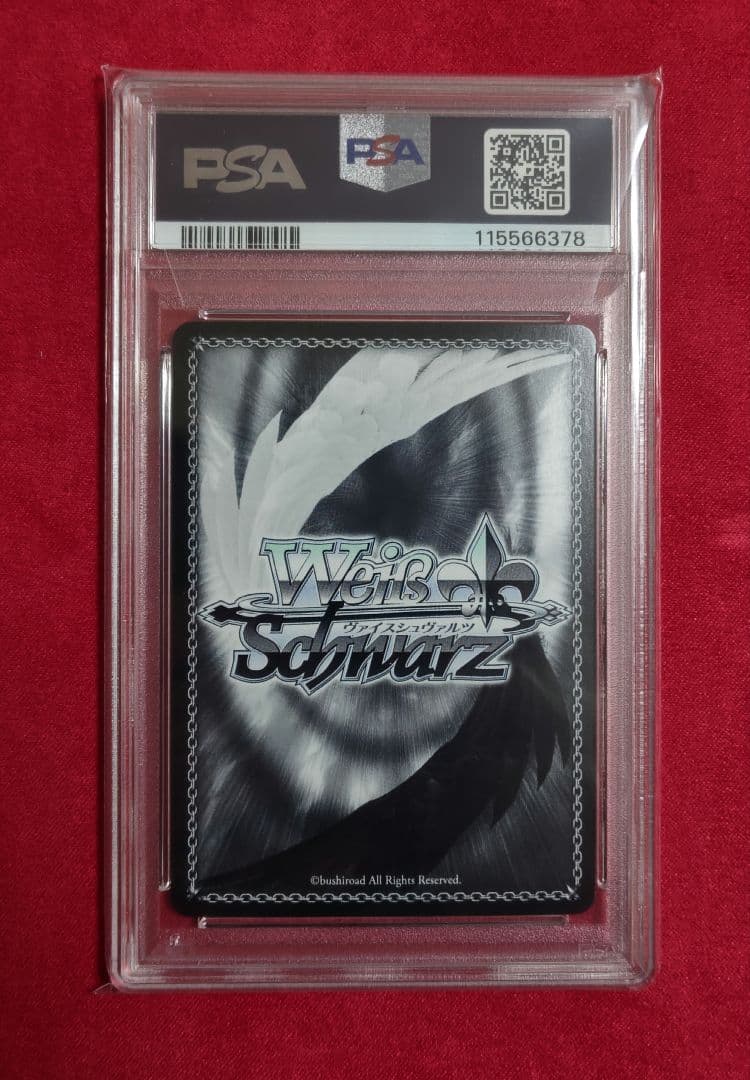 PSA
PSA
115566378
Weiß
ヴァイスシュヴァルツ
Schwarz
©bushiroad All Rights Reserved.